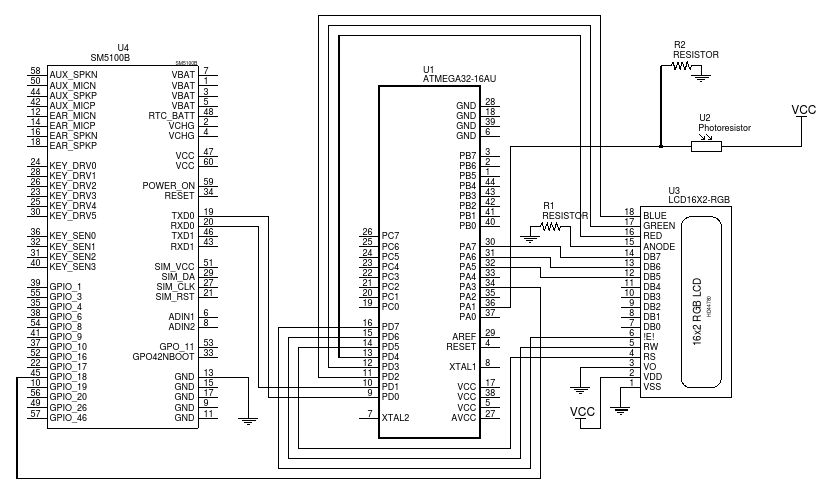 U4
SM5100B
SM5100B
58 AUX_SPKN VBAT 7
50 AUX_MICN VBAT 1
44 AUX_SPKP VBAT 3
42 AUX_MICP VBAT 5
12 EAR_MICN RTC_BATT 48
14 EAR_MICP VCHG 2
16 EAR_SPKN VCHG 4
18 EAR_SPKP
VCC 47
24 KEY_DRV0 VCC 60
28 KEY_DRV1
26 KEY_DRV2 POWER_ON 59
23 KEY_DRV3 RESET 34
25 KEY_DRV4
30 KEY_DRV5 TXD0 19
RXD0 20
36 KEY_SEN0 TXD1 46
32 KEY_SEN1 RXD1 43
31 KEY_SEN2
40 KEY_SEN3 SIM_VCC 51
SIM_DA 29
39 GPIO_1 SIM_CLK 27
55 GPIO_3 SIM_RST 21
35 GPIO_4
38 GPIO_6 ADIN1 6
54 GPIO_8 ADIN2 8
41 GPIO_9
37 GPIO_10 GPO_11 53
52 GPIO_16 GPO42NBOOT 33
22 GPIO_17
45 GPIO_18 GND 13
10 GPIO_19 GND 15
56 GPIO_20 GND 17
49 GPIO_26 GND 9
57 GPIO_46 GND 11
U1
ATMEGA32-16AU
GND 28
GND 18
GND 39
GND 6
PB7 3
PB6 2
PB5 1
PB4 44
PB3 43
PB2 42
PB1 41
PB0 40
26 PC7
25 PC6 PA7 30
24 PC5 PA6 31
23 PC4 PA5 32
22 PC3 PA4 33
21 PC2 PA3 34
20 PC1 PA2 35
19 PC0 PA1 36
PA0 37
16 PD7
15 PD6 AREF 29
14 PD5 RESET 4
13 PD4
12 PD3 XTAL1 8
11 PD2
10 PD1 VCC 17
9 PD0 VCC 38
VCC 5
7 XTAL2 AVCC 27
R2
RESISTOR
U2
Photoresistor
VCC
R1
RESISTOR
U3
LCD16X2-RGB
18 BLUE
17 GREEN
16 RED
15 ANODE
14 DB7
13 DB6
12 DB5
11 DB4
10 DB3
9 DB2
8 DB1
7 DB0
6 !E!
5 RW
4 RS
3 VO
2 VDD
1 VSS
16x2 RGB LCD
HD44780
VCC